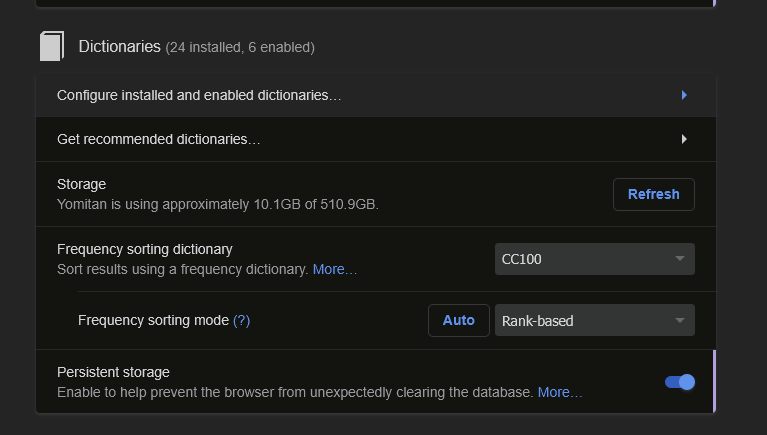 Dictionaries (24 installed, 6 enabled)
Configure installed and enabled dictionaries…
Get recommended dictionaries…
Storage
Yomitan is using approximately 10.1GB of 510.9GB.
Refresh
Frequency sorting dictionary
Sort results using a frequency dictionary. More…
CC100
Frequency sorting mode (?)
Auto
Rank-based
Persistent storage
Enable to help prevent the browser from unexpectedly clearing the database. More…